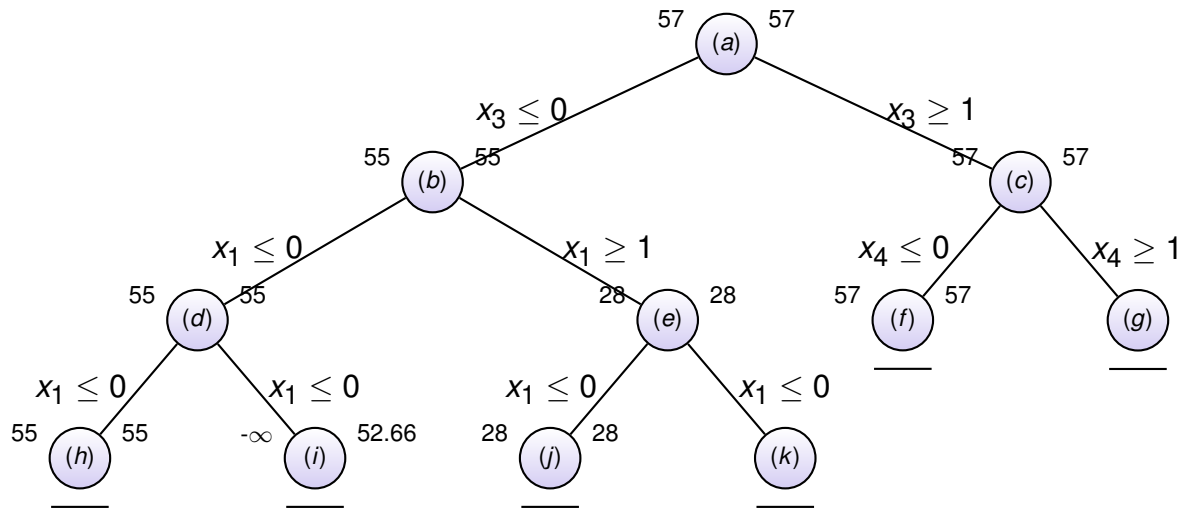 57 (a) 57
x₃ ≤ 0
x₃ ≥ 1
55 (b) 55
57 (c) 57
x₁ ≤ 0
x₁ ≥ 1
x₄ ≤ 0
x₄ ≥ 1
55 (d) 55
28 (e) 28
57 (f) 57
(g)
x₁ ≤ 0
x₁ ≤ 0
x₁ ≤ 0
x₁ ≤ 0
55 (h) 55
-∞ (i) 52.66
28 (j) 28
(k)